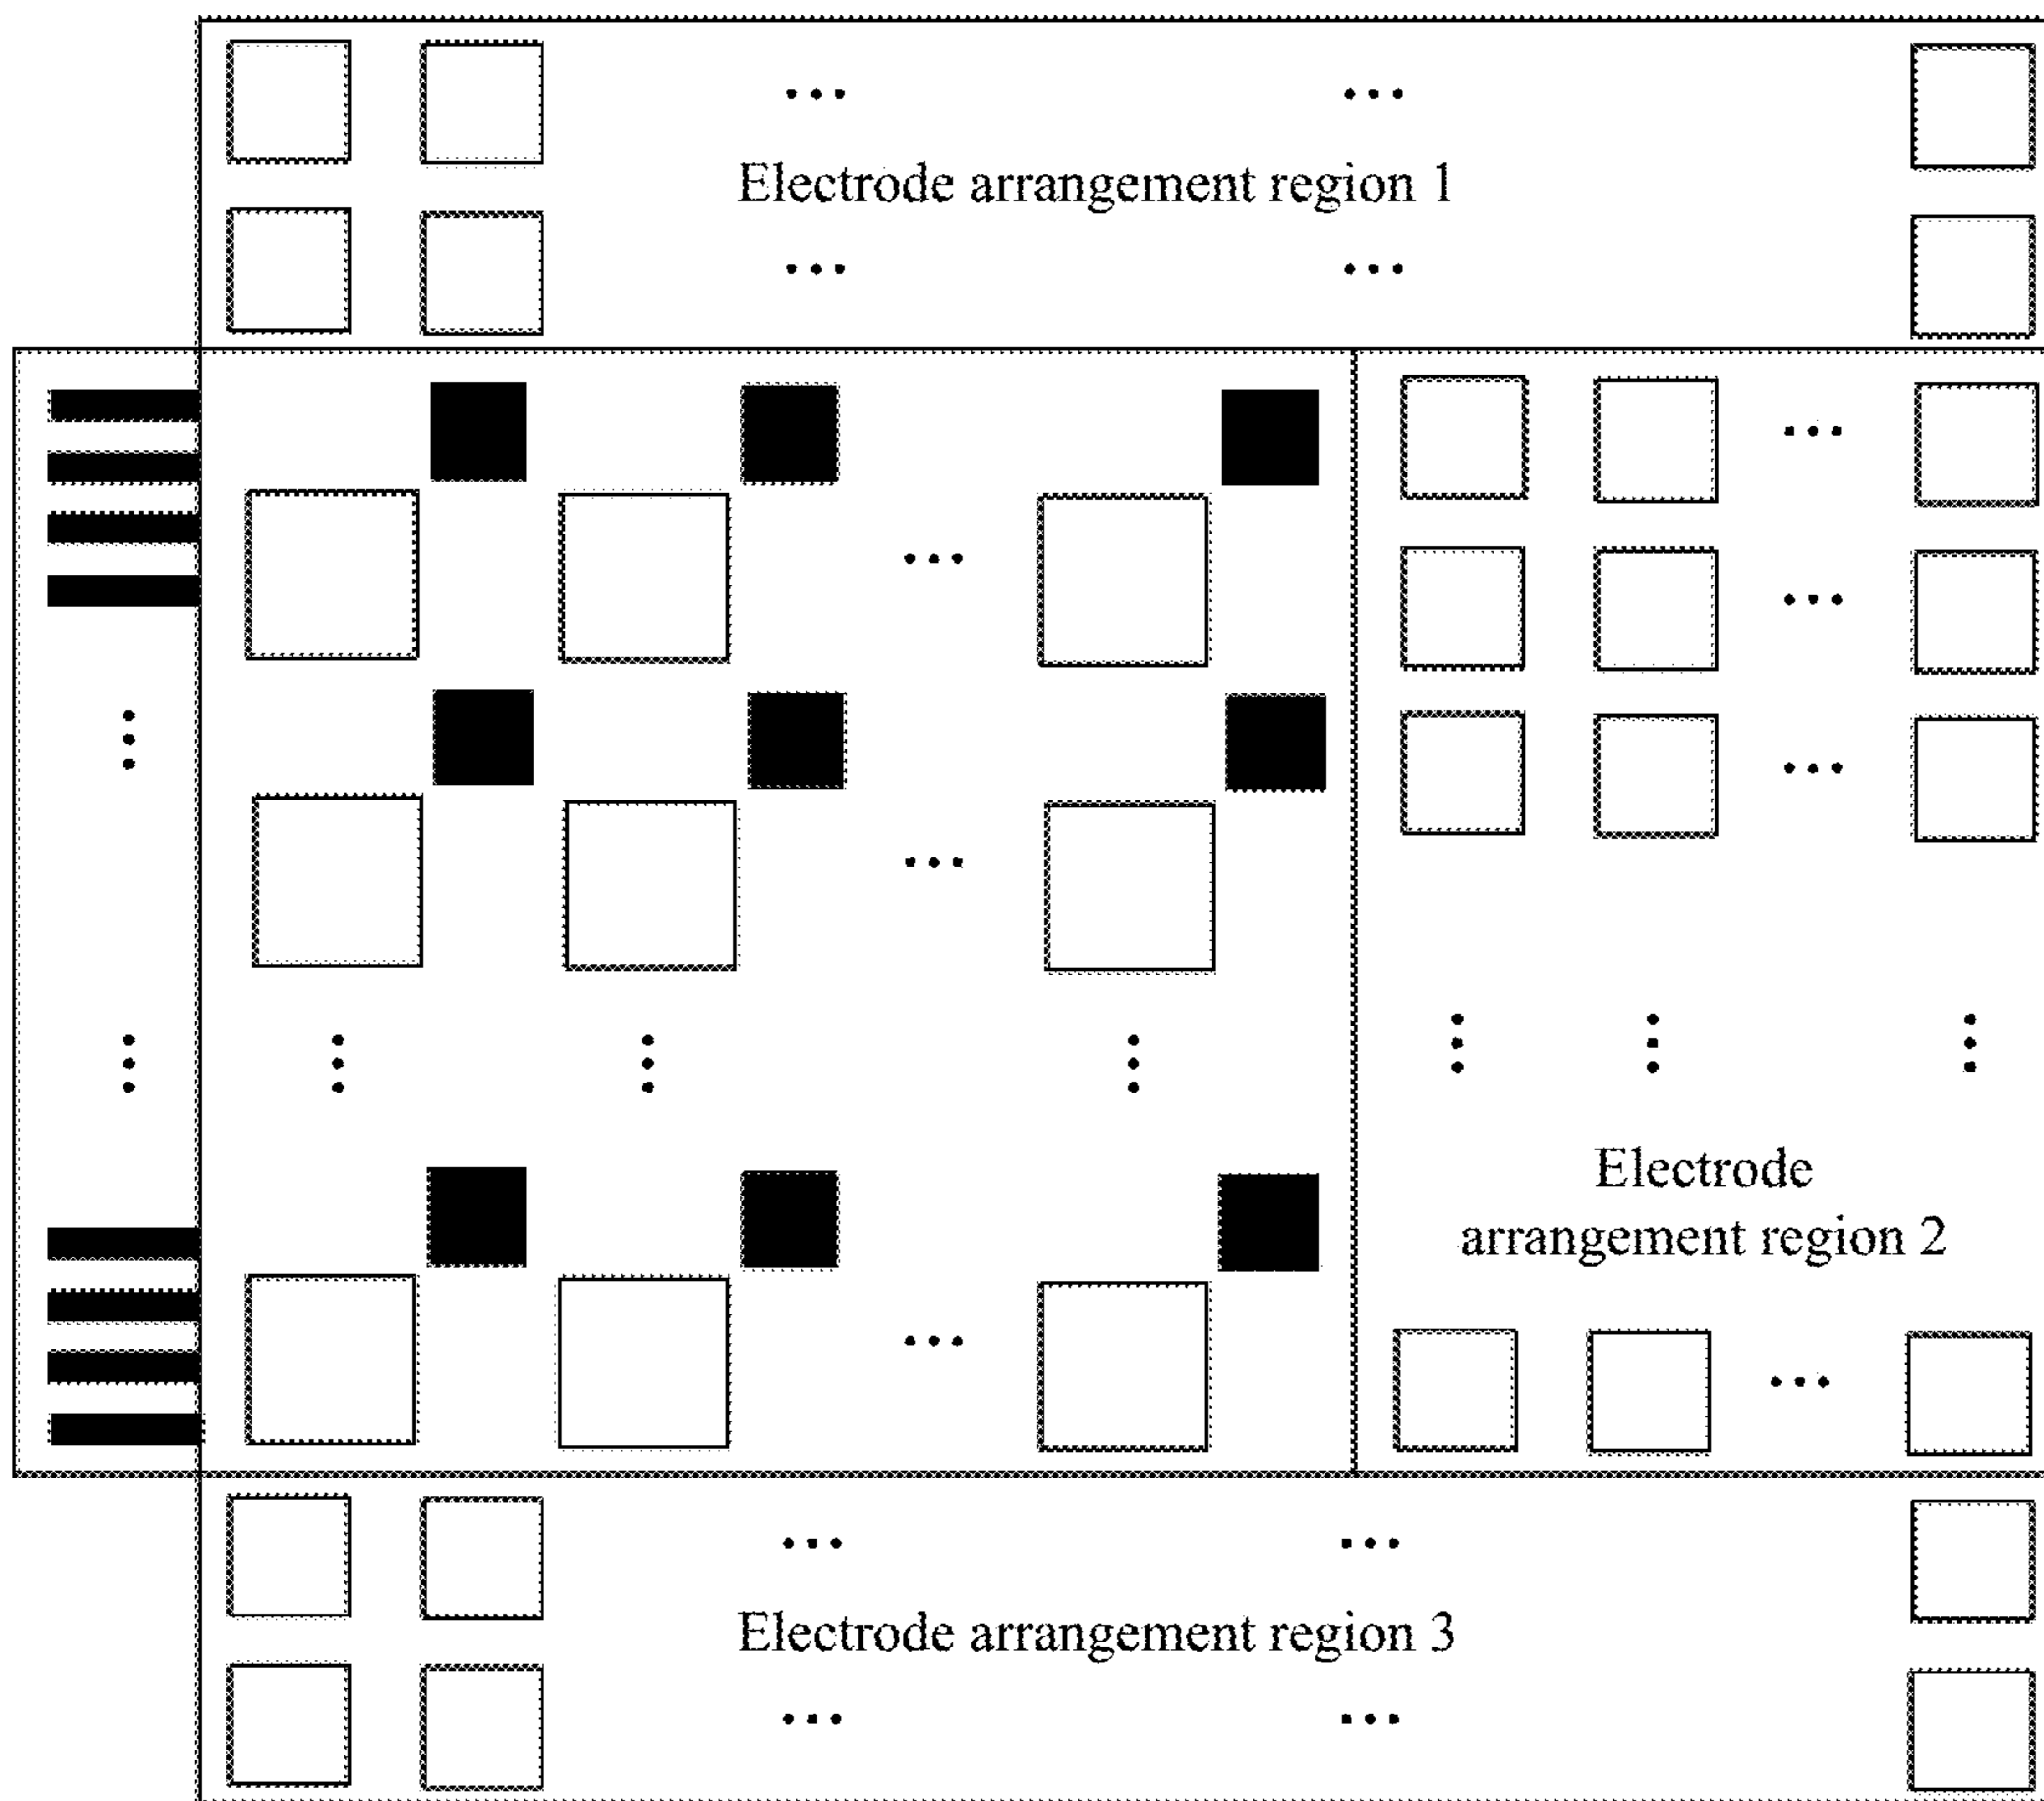 Electrode arrangement region 1
Electrode
arrangement region 2
Electrode arrangement region 3